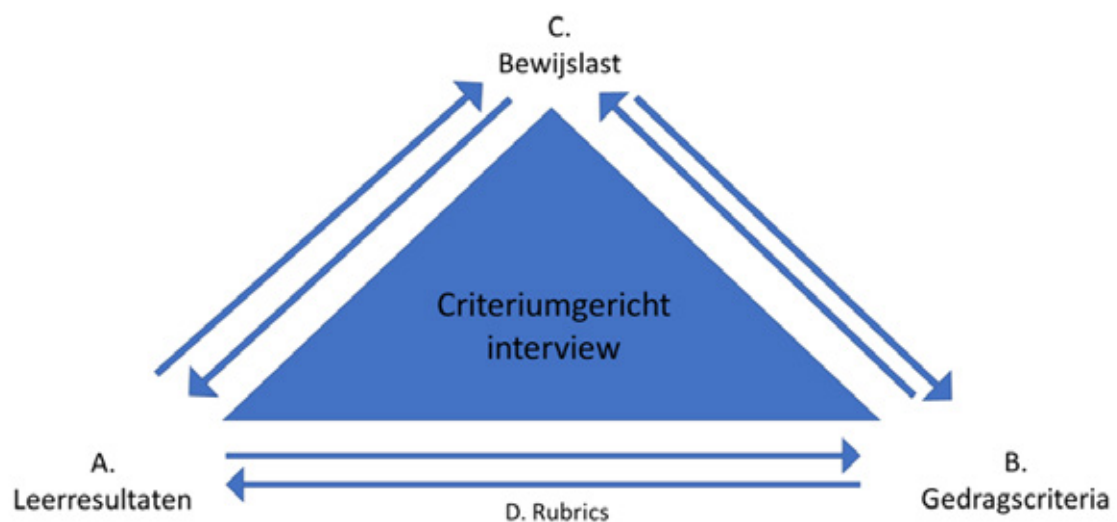 C.
Bewijslast
Criteriumgericht
interview
A.
Leerresultaten
B.
Gedragscriteria
D. Rubrics